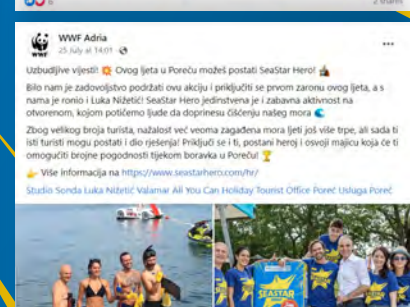 2 shares
WWF Adria
25 July at 14:01
WWF
Uzbudljive vijesti! Ovog ljeta u Poreču možeš postati SeaStar Hero!
Bilo nam je zadovoljstvo podržati ovu akciju i priključiti se prvom zaronu ovog ljeta, a s
nama je ronio i Luka Nižetić! SeaStar Hero jedinstvena je i zabavna aktivnost na
otvorenom, kojom potičemo ljude da doprinesu čišćenju našeg mora
Zbog velikog broja turista, nažalost već veoma zagađena mora ljeti još više trpe, ali sada ti
isti turisti mogu postati i dio rješenja! Priključi se i ti, postani heroj i osvoji majicu koja će ti
omogućiti brojne pogodnosti tijekom boravka u Poreču!
Više informacija na https://www.seastarhero.com/hr/
Studio Sonda Luka Nižetić Valamar All You Can Holiday Tourist Office Poreč Usluga Poreč
SEASTAR